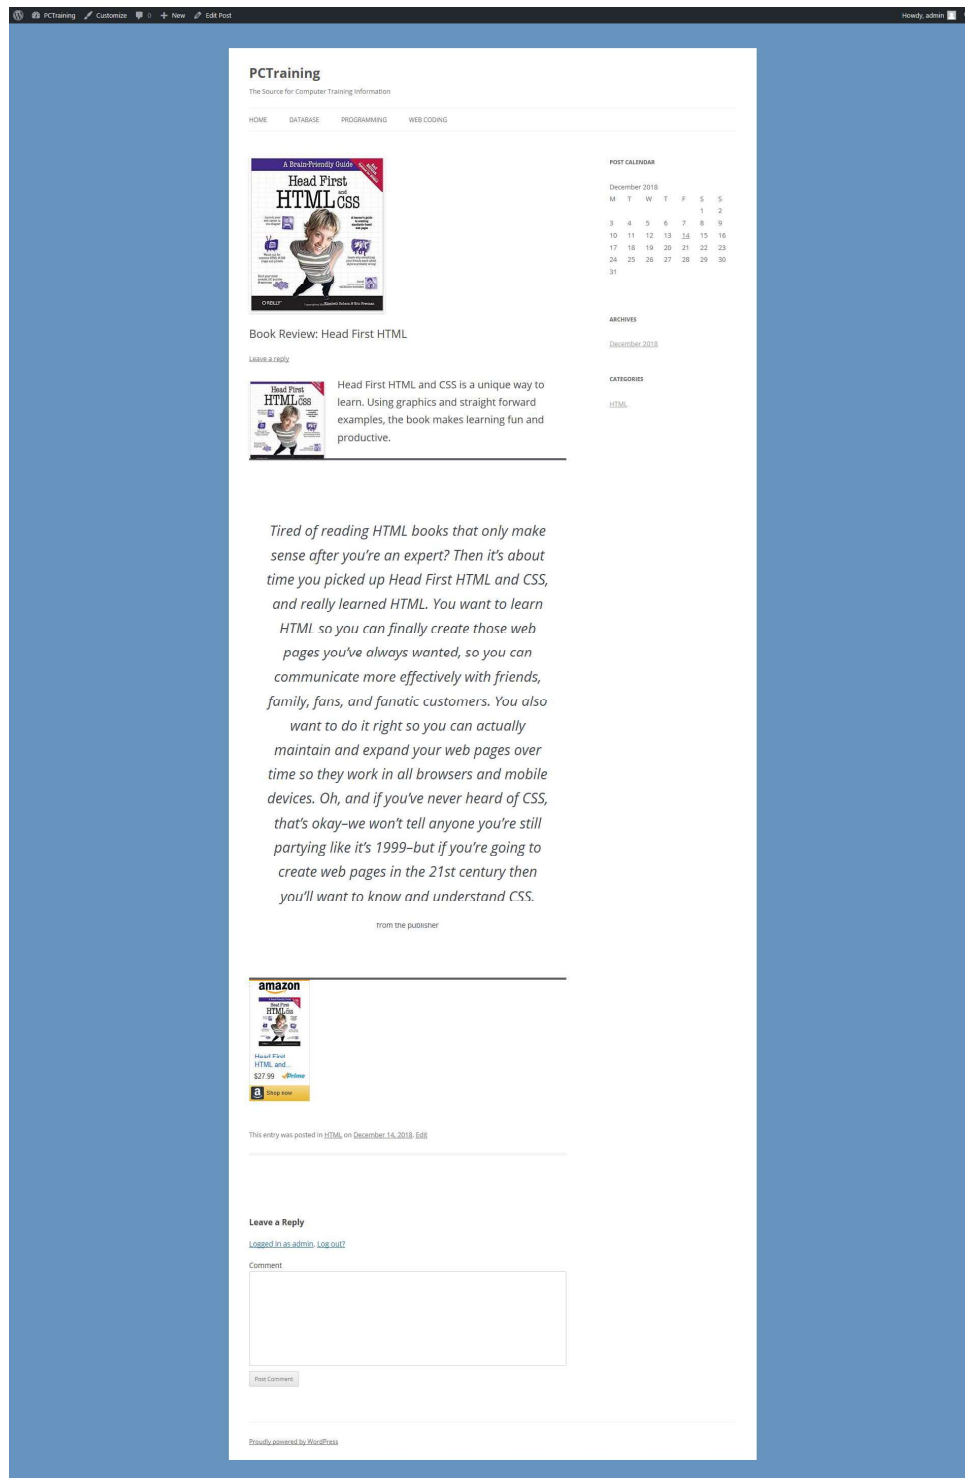 PCTraining Customize 0 New Edit Post
Howdy, admin
PCTraining
The Source for Computer Training Information
HOME DATABASE PROGRAMMING WEB CODING
A Brain-Friendly Guide
Head First
HTML and CSS
O'REILLY
Elisabeth Robson & Eric Freeman
Book Review: Head First HTML
Leave a reply
Head First
HTML and CSS
Head First HTML and CSS is a unique way to
learn. Using graphics and straight forward
examples, the book makes learning fun and
productive.
Tired of reading HTML books that only make
sense after you're an expert? Then it's about
time you picked up Head First HTML and CSS,
and really learned HTML. You want to learn
HTML so you can finally create those web
pages you've always wanted, so you can
communicate more effectively with friends,
family, fans, and fanatic customers. You also
want to do it right so you can actually
maintain and expand your web pages over
time so they work in all browsers and mobile
devices. Oh, and if you've never heard of CSS,
that's okay–we won't tell anyone you're still
partying like it's 1999–but if you're going to
create web pages in the 21st century then
you'll want to know and understand CSS.
from the publisher
amazon
Head First
HTML CSS
Head First
HTML and...
$27.99 Prime
a Shop now
This entry was posted in HTML on December 14, 2018. Edit
Leave a Reply
Logged in as admin. Log out?
Comment
Post Comment
Proudly powered by WordPress
POST CALENDAR
December 2018
M T W T F S S
1 2
3 4 5 6 7 8 9
10 11 12 13 14 15 16
17 18 19 20 21 22 23
24 25 26 27 28 29 30
31
ARCHIVES
December 2018
CATEGORIES
HTML